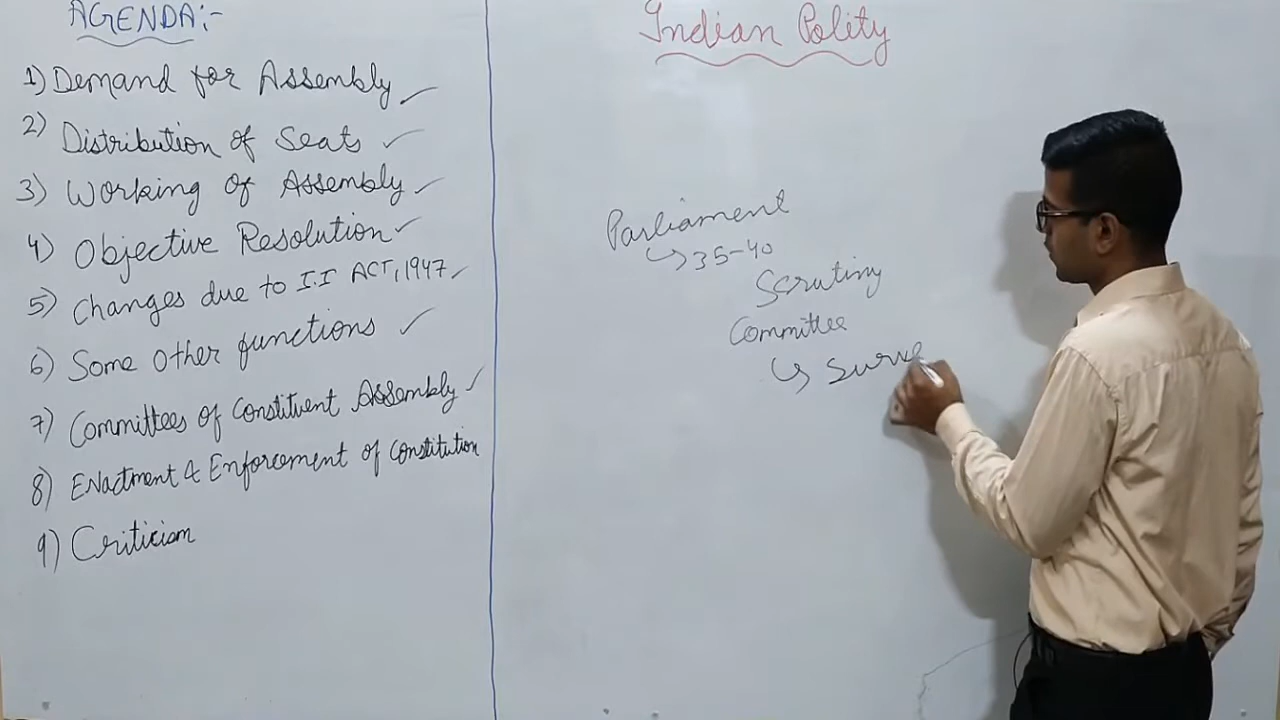 AGENDA:-
1) Demand for Assembly ✓
2) Distribution of Seats ✓
3) Working of Assembly ✓
4) Objective Resolution ✓
5) Changes due to I.I ACT, 1947 ✓
6) Some Other functions ✓
7) Committees of Constituent Assembly ✓
8) Enactment & Enforcement of Constitution
9) Criticism
Indian Polity
Parliament
↳ 35-40
Scrutiny
Committee
↳ Surve